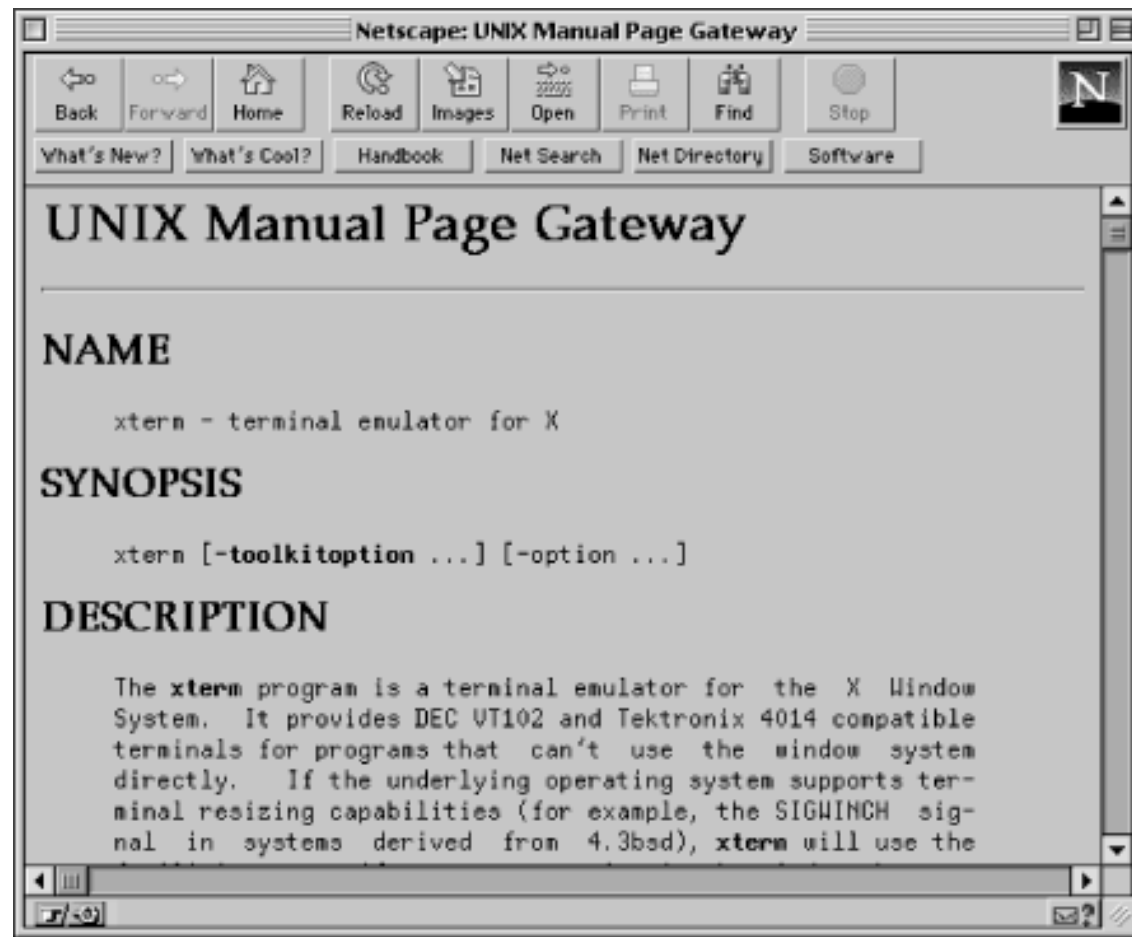 Netscape: UNIX Manual Page Gateway
Back Forward Home Reload Images Open Print Find Stop
N
What's New? What's Cool? Handbook Net Search Net Directory Software
UNIX Manual Page Gateway
NAME
xterm - terminal emulator for X
SYNOPSIS
xterm [-toolkitoption ...] [-option ...]
DESCRIPTION
The xterm program is a terminal emulator for the X Window
System. It provides DEC VT102 and Tektronix 4014 compatible
terminals for programs that can't use the window system
directly. If the underlying operating system supports ter-
minal resizing capabilities (for example, the SIGWINCH sig-
nal in systems derived from 4.3bsd), xterm will use the